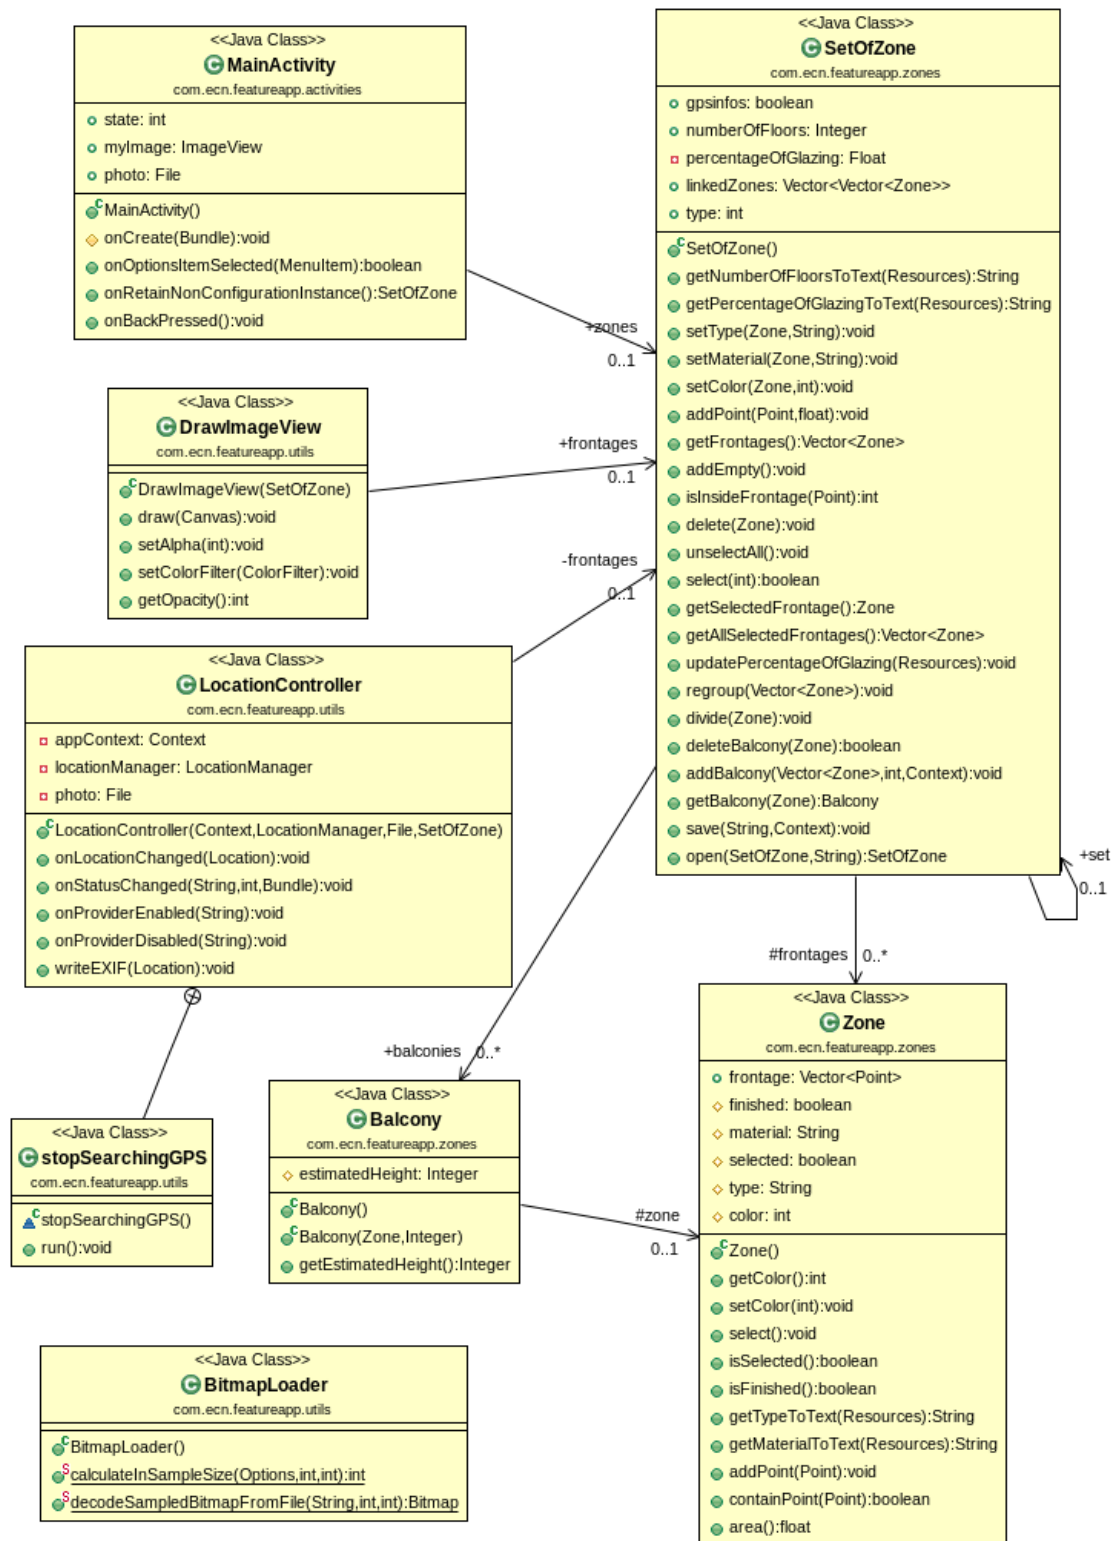 <<Java Class>>
MainActivity
com.ecn.featureapp.activities
state: int
myImage: ImageView
photo: File
MainActivity()
onCreate(Bundle):void
onOptionsItemSelected(MenuItem):boolean
onRetainNonConfigurationInstance():SetOfZone
onBackPressed():void
+zones
0..1
<<Java Class>>
SetOfZone
com.ecn.featureapp.zones
gpsinfos: boolean
numberOfFloors: Integer
percentageOfGlazing: Float
linkedZones: Vector<Vector<Zone>>
type: int
SetOfZone()
getNumberOfFloorsToText(Resources):String
getPercentageOfGlazingToText(Resources):String
setType(Zone,String):void
setMaterial(Zone,String):void
setColor(Zone,int):void
addPoint(Point,float):void
getFrontages():Vector<Zone>
addEmpty():void
isInsideFrontage(Point):int
delete(Zone):void
unselectAll():void
select(int):boolean
getSelectedFrontage():Zone
getAllSelectedFrontages():Vector<Zone>
updatePercentageOfGlazing(Resources):void
regroup(Vector<Zone>):void
divide(Zone):void
deleteBalcony(Zone):boolean
addBalcony(Vector<Zone>,int,Context):void
getBalcony(Zone):Balcony
save(String,Context):void
open(SetOfZone,String):SetOfZone
+set
0..1
<<Java Class>>
DrawImageView
com.ecn.featureapp.utils
DrawImageView(SetOfZone)
draw(Canvas):void
setAlpha(int):void
setColorFilter(ColorFilter):void
getOpacity():int
+frontages
0..1
-frontages
0..1
<<Java Class>>
LocationController
com.ecn.featureapp.utils
appContext: Context
locationManager: LocationManager
photo: File
LocationController(Context,LocationManager,File,SetOfZone)
onLocationChanged(Location):void
onStatusChanged(String,int,Bundle):void
onProviderEnabled(String):void
onProviderDisabled(String):void
writeEXIF(Location):void
#frontages 0..*
+balconies 0..*
<<Java Class>>
stopSearchingGPS
com.ecn.featureapp.utils
stopSearchingGPS()
run():void
<<Java Class>>
Balcony
com.ecn.featureapp.zones
estimatedHeight: Integer
Balcony()
Balcony(Zone,Integer)
getEstimatedHeight():Integer
#zone
0..1
<<Java Class>>
Zone
com.ecn.featureapp.zones
frontage: Vector<Point>
finished: boolean
material: String
selected: boolean
type: String
color: int
Zone()
getColor():int
setColor(int):void
select():void
isSelected():boolean
isFinished():boolean
getTypeToText(Resources):String
getMaterialToText(Resources):String
addPoint(Point):void
containPoint(Point):boolean
area():float
<<Java Class>>
BitmapLoader
com.ecn.featureapp.utils
BitmapLoader()
calculateInSampleSize(Options,int,int):int
decodeSampledBitmapFromFile(String,int,int):Bitmap